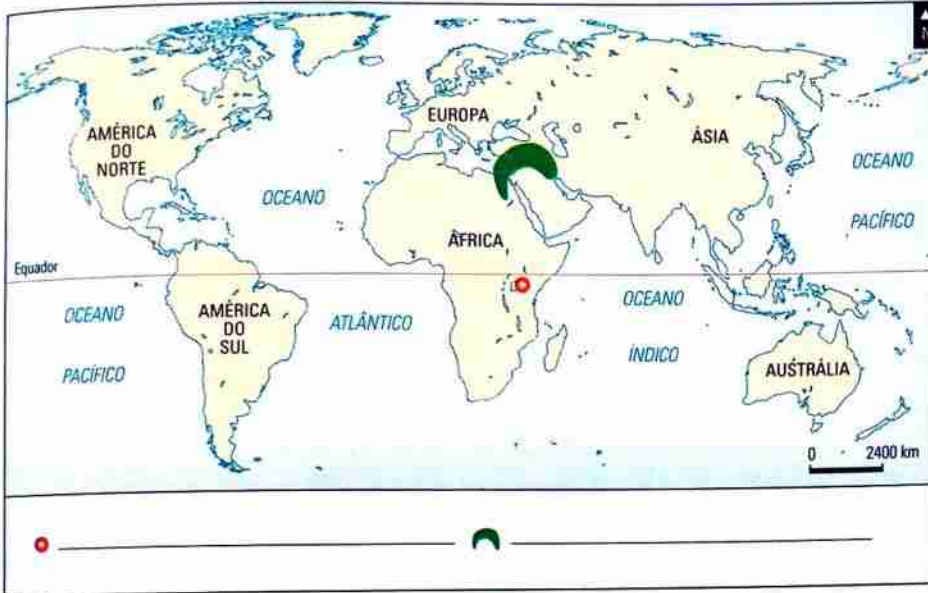 N
EUROPA
ÁSIA
AMÉRICA
DO
NORTE
OCEANO
OCEANO
PACÍFICO
ÁFRICA
Equador
OCEANO
AMÉRICA
DO
SUL
ATLÂNTICO
OCEANO
PACÍFICO
ÍNDICO
AUSTRÁLIA
0 2400 km